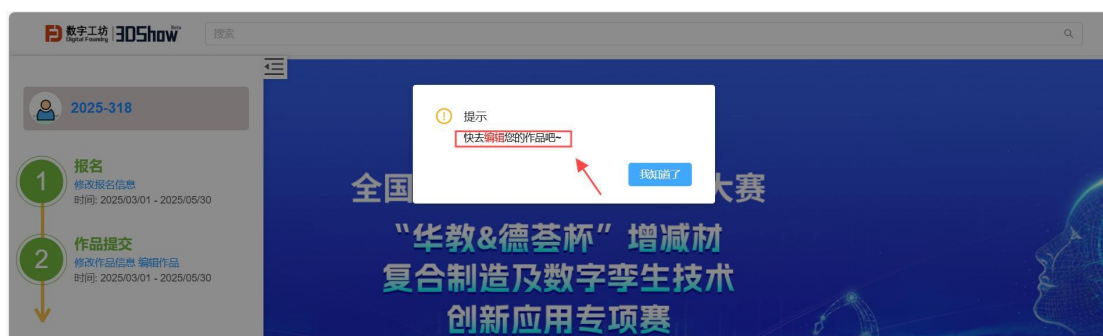 数字工坊 3DShow Beta
Digital Foundry
搜索
2025-318
提示
快去编辑您的作品吧~
我知道了
1
报名
修改报名信息
时间: 2025/03/01 - 2025/05/30
2
作品提交
修改作品信息 编辑作品
时间: 2025/03/01 - 2025/05/30
全国
大赛
“华教&德荟杯”增减材
复合制造及数字孪生技术
创新应用专项赛